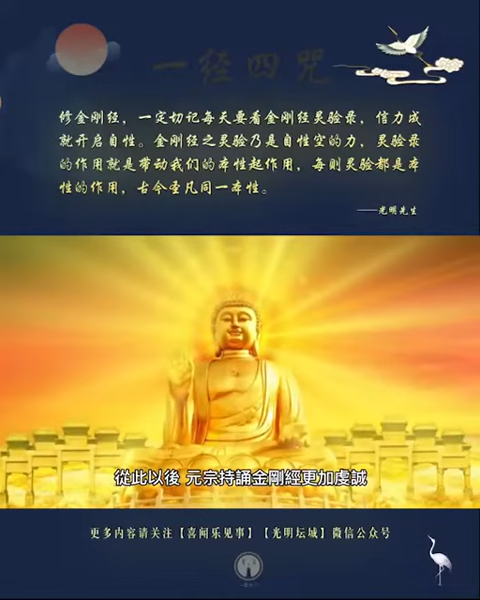 一经四咒
修金刚经，一定切记每天要看金刚经灵验录，信力成
就开启自性。金刚经之灵验乃是自性空的力，灵验录
的作用就是带动我们的本性起作用，每则灵验都是本
性的作用，古今圣凡同一本性。
——光明先生
從此以後 元宗持誦金剛經更加虔誠
更多内容请关注【喜闻乐见事】【光明坛城】微信公众号